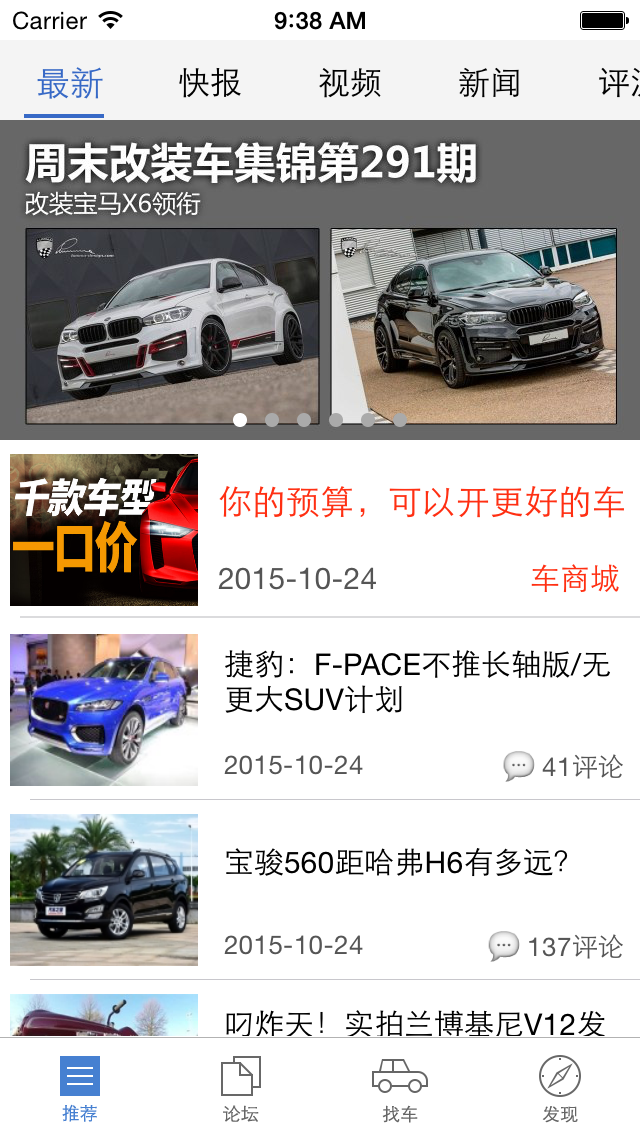 Carrier 9:38 AM
最新 快报 视频 新闻 评
周末改装车集锦第291期
改装宝马X6领衔
千款车型
一口价
你的预算，可以开更好的车
2015-10-24 车商城
捷豹：F-PACE不推长轴版/无
更大SUV计划
2015-10-24 41评论
宝骏560距哈弗H6有多远？
2015-10-24 137评论
叼炸天！实拍兰博基尼V12发
推荐 论坛 找车 发现